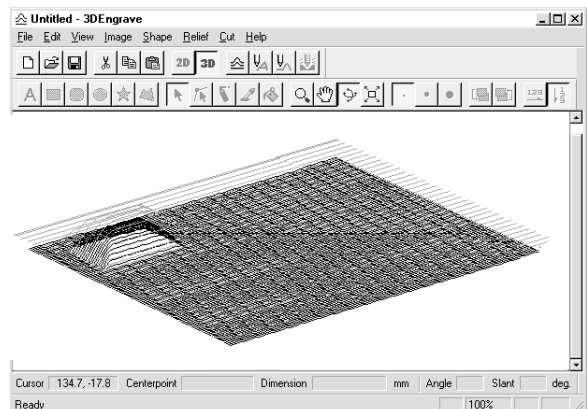 Untitled - 3DEngrave
File Edit View Image Shape Relief Cut Help
2D 3D
A 123
Cursor 134.7, -17.8 Centerpoint Dimension mm Angle Slant deg.
Ready 100%